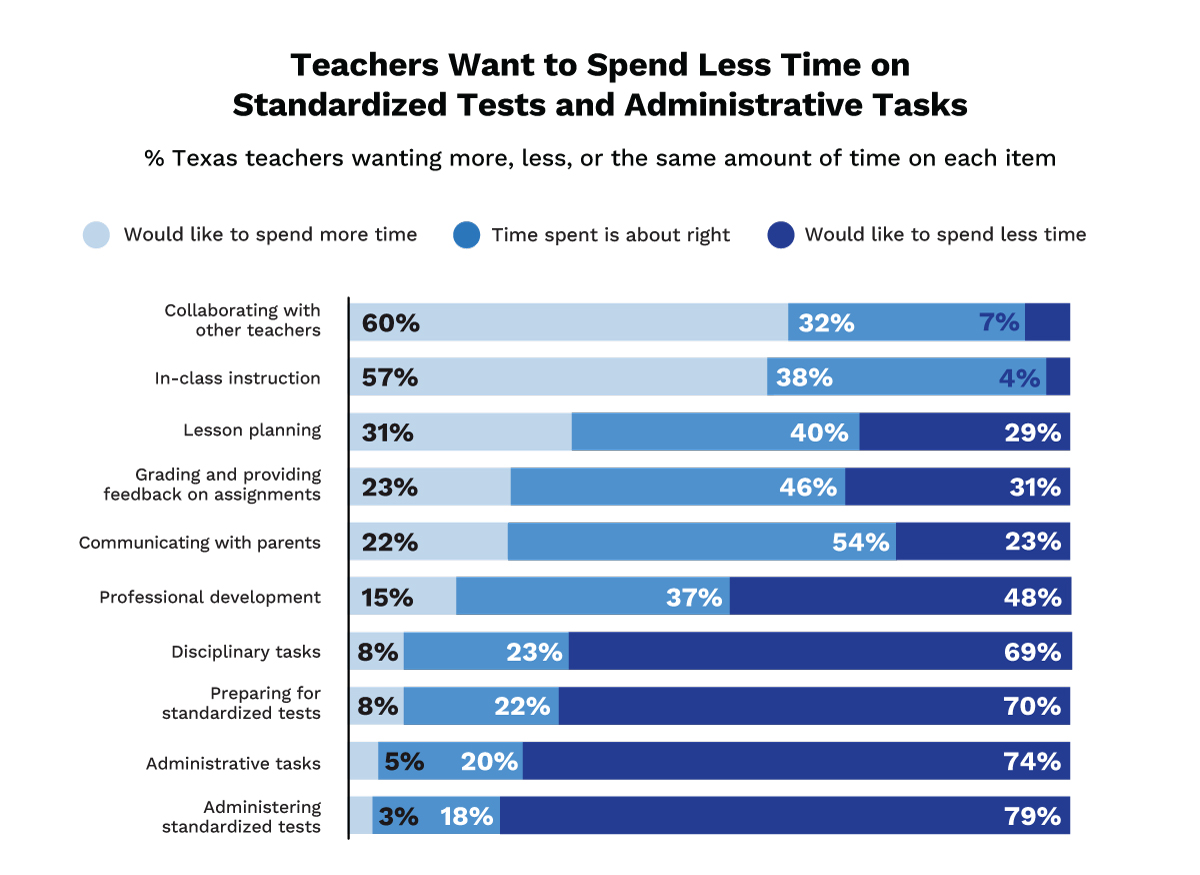 Teachers Want to Spend Less Time on
Standardized Tests and Administrative Tasks
% Texas teachers wanting more, less, or the same amount of time on each item
Would like to spend more time Time spent is about right Would like to spend less time
Collaborating with
other teachers
60% 32% 7%
In-class instruction 57% 38% 4%
Lesson planning 31% 40% 29%
Grading and providing
feedback on assignments
23% 46% 31%
Communicating with parents 22% 54% 23%
Professional development 15% 37% 48%
Disciplinary tasks 8% 23% 69%
Preparing for
standardized tests
8% 22% 70%
Administrative tasks 5% 20% 74%
Administering
standardized tests
3% 18% 79%